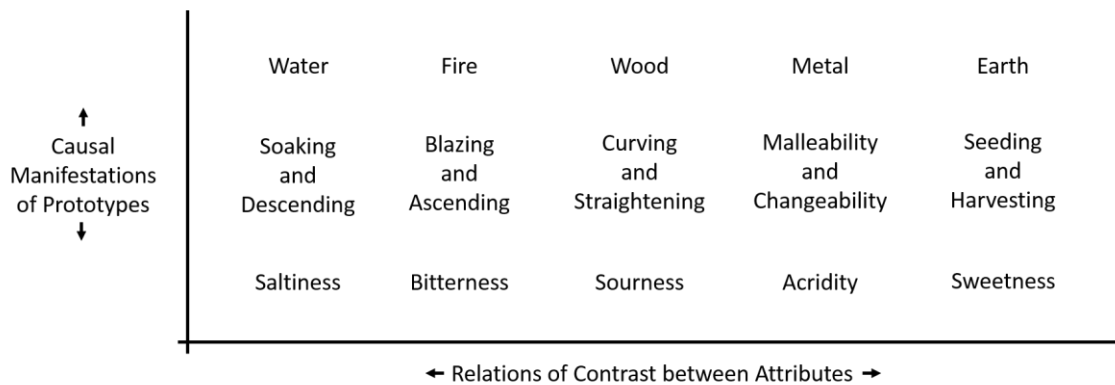 Water Fire Wood Metal Earth
Causal
Manifestations
of Prototypes
Soaking
and
Descending
Blazing
and
Ascending
Curving
and
Straightening
Malleability
and
Changeability
Seeding
and
Harvesting
Saltiness Bitterness Sourness Acridity Sweetness
Relations of Contrast between Attributes